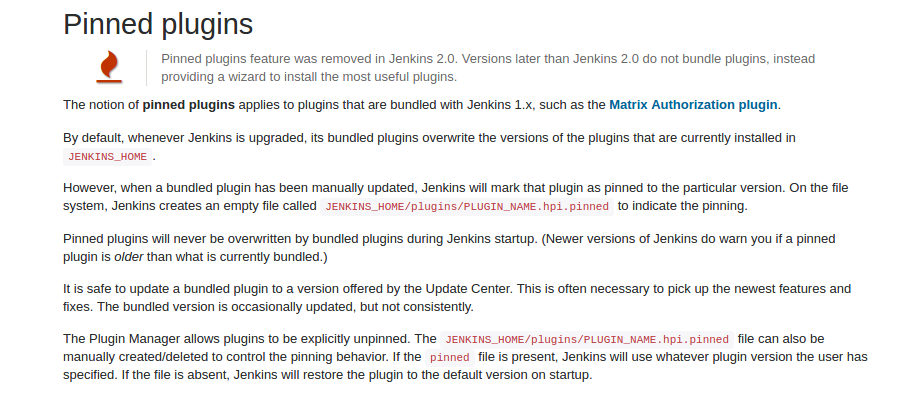 Pinned plugins
Pinned plugins feature was removed in Jenkins 2.0. Versions later than Jenkins 2.0 do not bundle plugins, instead
providing a wizard to install the most useful plugins.
The notion of pinned plugins applies to plugins that are bundled with Jenkins 1.x, such as the Matrix Authorization plugin.
By default, whenever Jenkins is upgraded, its bundled plugins overwrite the versions of the plugins that are currently installed in
JENKINS_HOME .
However, when a bundled plugin has been manually updated, Jenkins will mark that plugin as pinned to the particular version. On the file
system, Jenkins creates an empty file called JENKINS_HOME/plugins/PLUGIN_NAME.hpi.pinned to indicate the pinning.
Pinned plugins will never be overwritten by bundled plugins during Jenkins startup. (Newer versions of Jenkins do warn you if a pinned
plugin is older than what is currently bundled.)
It is safe to update a bundled plugin to a version offered by the Update Center. This is often necessary to pick up the newest features and
fixes. The bundled version is occasionally updated, but not consistently.
The Plugin Manager allows plugins to be explicitly unpinned. The JENKINS_HOME/plugins/PLUGIN_NAME.hpi.pinned file can also be
manually created/deleted to control the pinning behavior. If the pinned file is present, Jenkins will use whatever plugin version the user has
specified. If the file is absent, Jenkins will restore the plugin to the default version on startup.